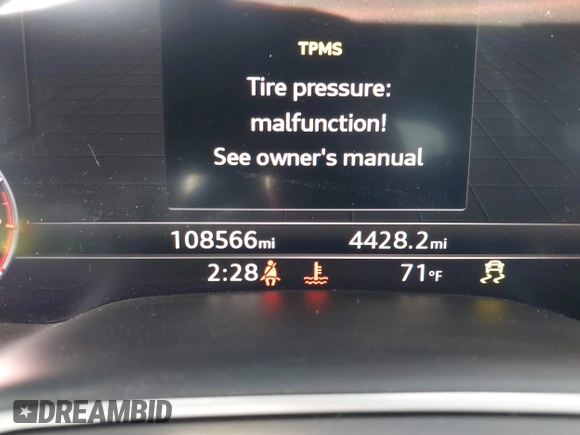 TPMS
Tire pressure:
malfunction!
See owner's manual
108566mi 4428.2mi
2:28 71°F
DREAMBID